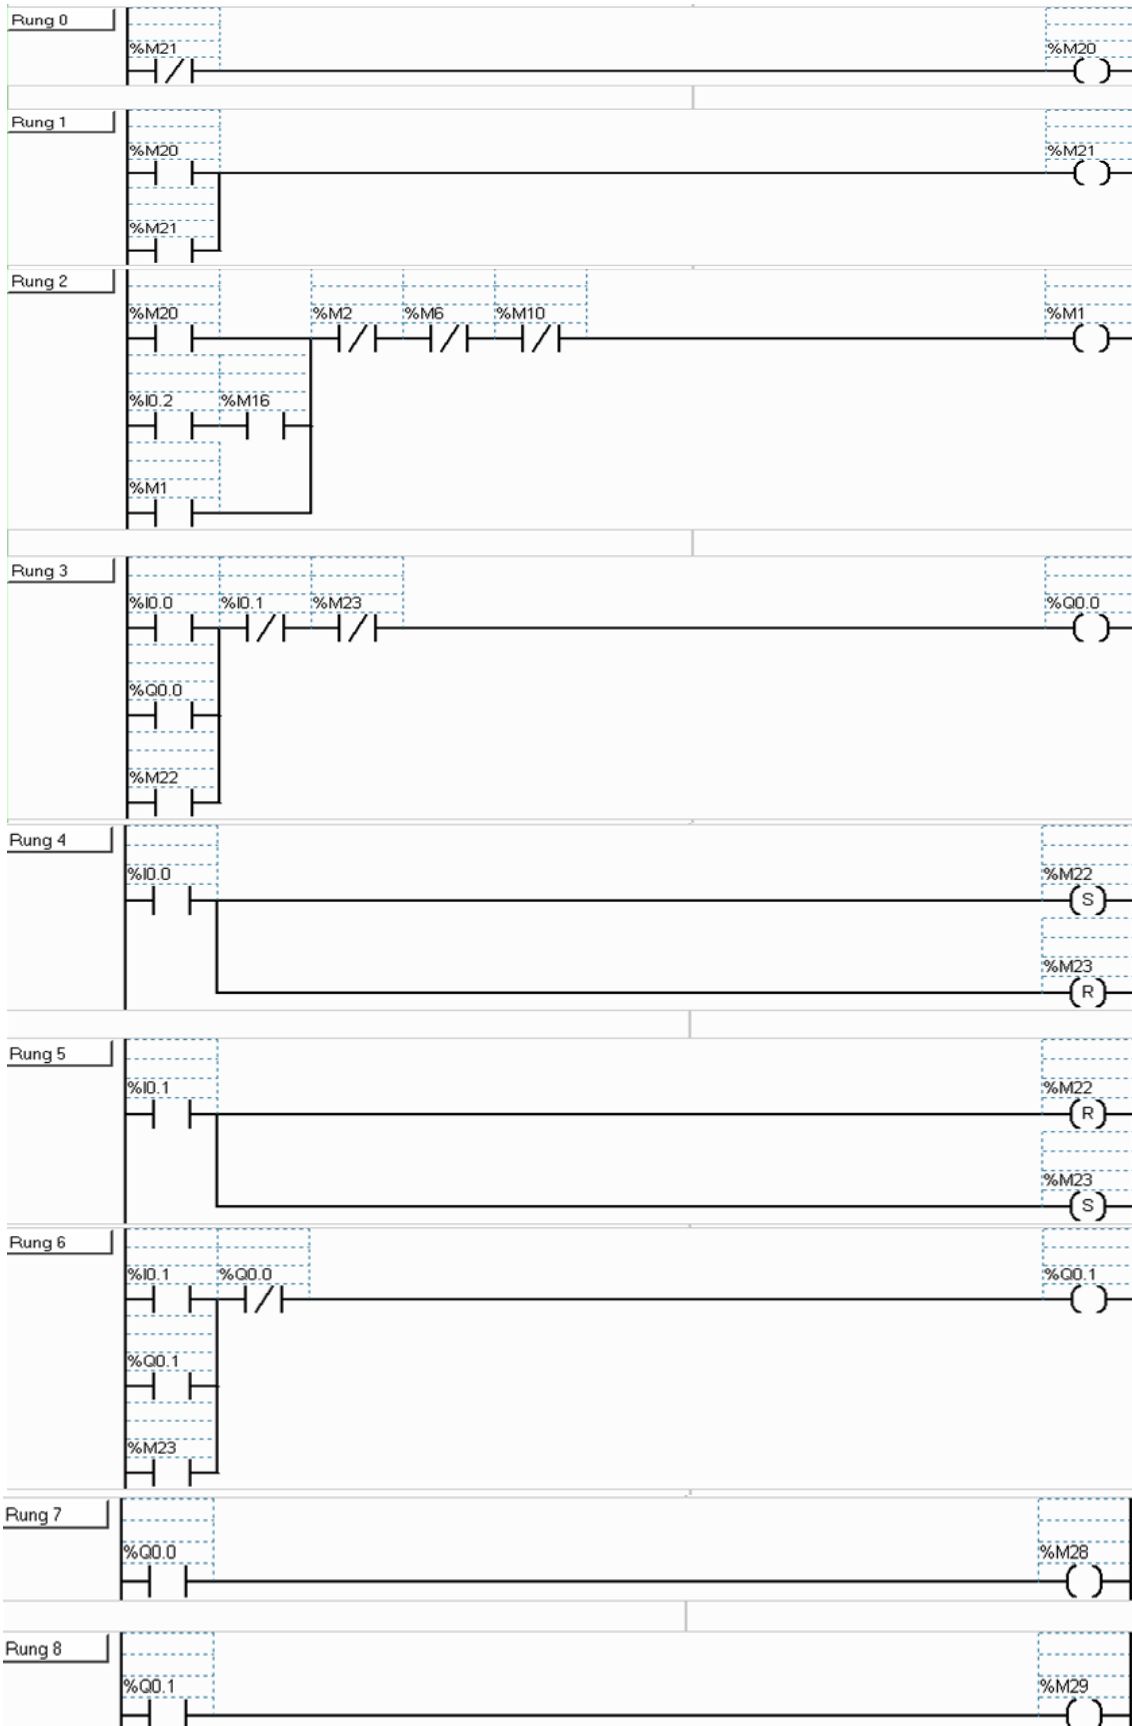 Rung 0
%M21 %M20
Rung 1
%M20 %M21
%M21
Rung 2
%M20 %M2 %M6 %M10 %M1
%I0.2 %M16
%M1
Rung 3
%I0.0 %I0.1 %M23 %Q0.0
%Q0.0
%M22
Rung 4
%I0.0 %M22
S
%M23
R
Rung 5
%I0.1 %M22
R
%M23
S
Rung 6
%I0.1 %Q0.0 %Q0.1
%Q0.1
%M23
Rung 7
%Q0.0 %M28
Rung 8
%Q0.1 %M29